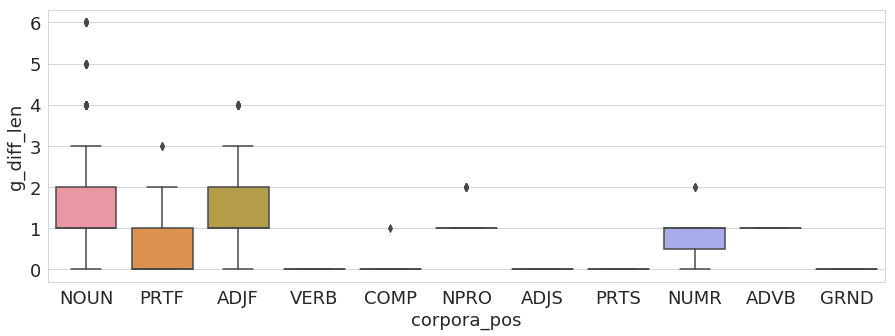 6
5
4
3
2
1
0
g_diff_len
NOUN PRTF ADJF VERB COMP NPRO ADJS PRTS NUMR ADVB GRND
corpora_pos